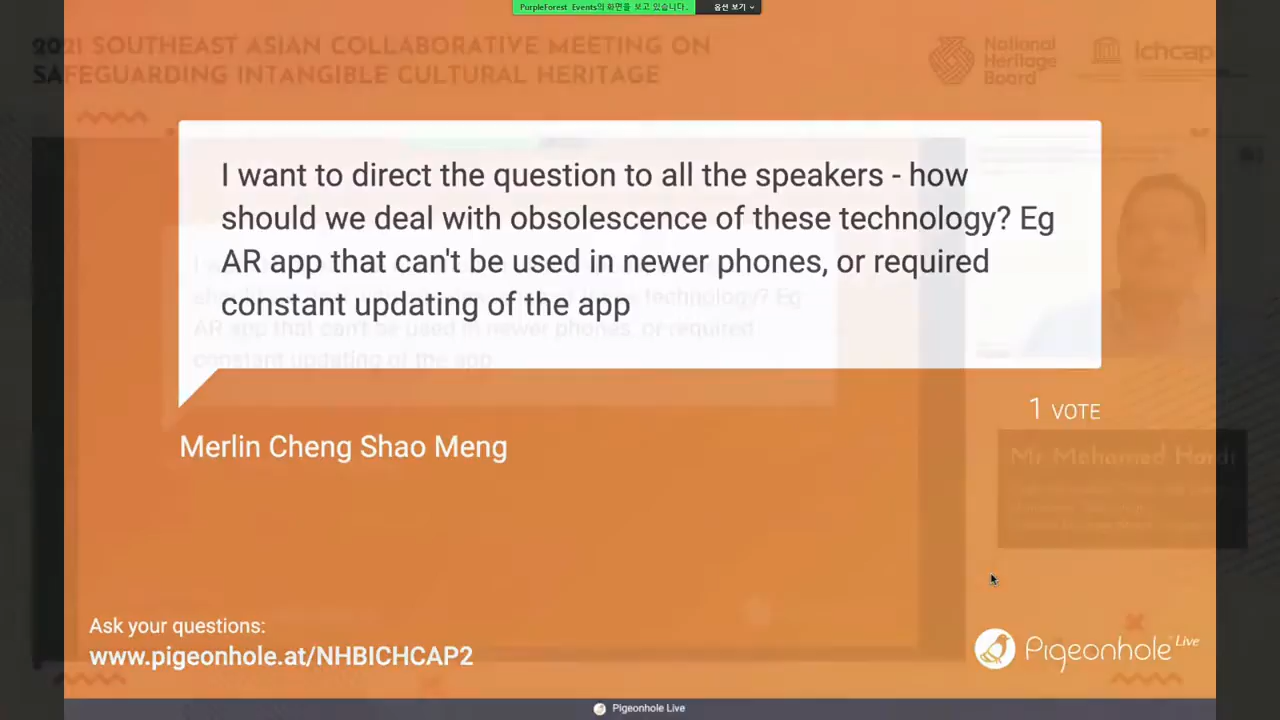 PurpleForest Events의 화면을 보고 있습니다.
옵션 보기
2021 SOUTHEAST ASIAN COLLABORATIVE MEETING ON
SAFEGUARDING INTANGIBLE CULTURAL HERITAGE
National
Heritage
Board
Ichcap
I want to direct the question to all the speakers - how
should we deal with obsolescence of these technology? Eg
AR app that can't be used in newer phones, or required
constant updating of the app
1 VOTE
Merlin Cheng Shao Meng
Mr Mohamed
Ask your questions:
www.pigeonhole.at/NHBICHCAP2
Pigeonhole Live
Pigeonhole Live